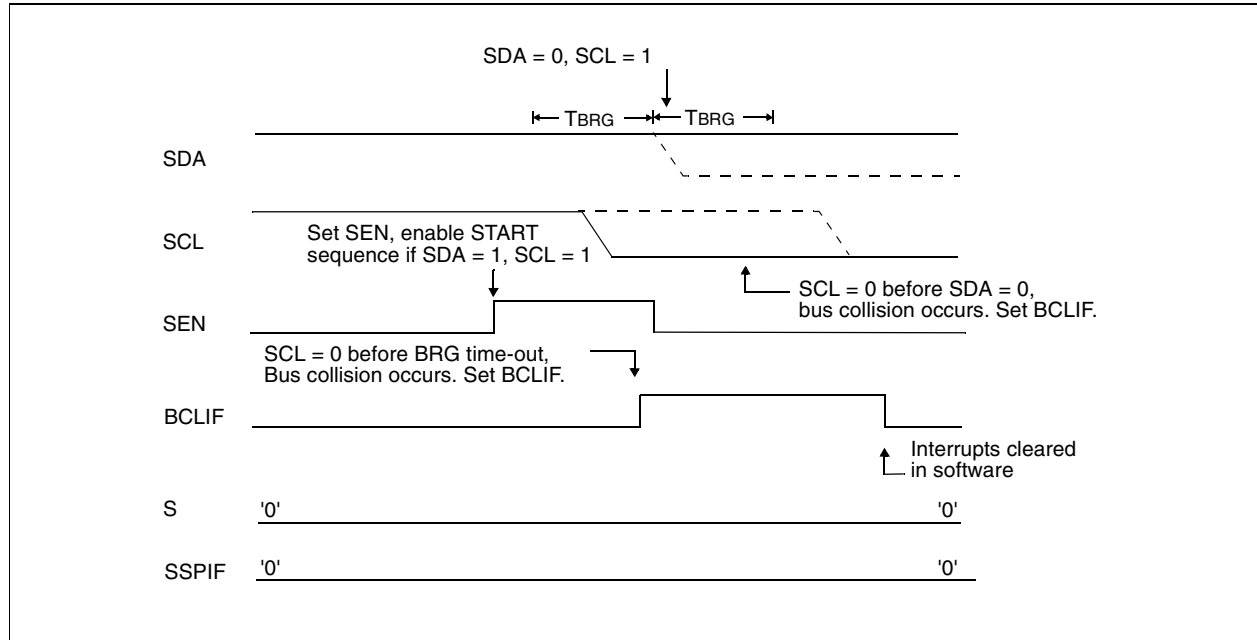 SDA = 0, SCL = 1
TBRG TBRG
SDA
SCL
Set SEN, enable START
sequence if SDA = 1, SCL = 1
SCL = 0 before SDA = 0,
bus collision occurs. Set BCLIF.
SEN
SCL = 0 before BRG time-out,
Bus collision occurs. Set BCLIF.
BCLIF
Interrupts cleared
in software
S
'0' '0'
SSPIF
'0' '0'